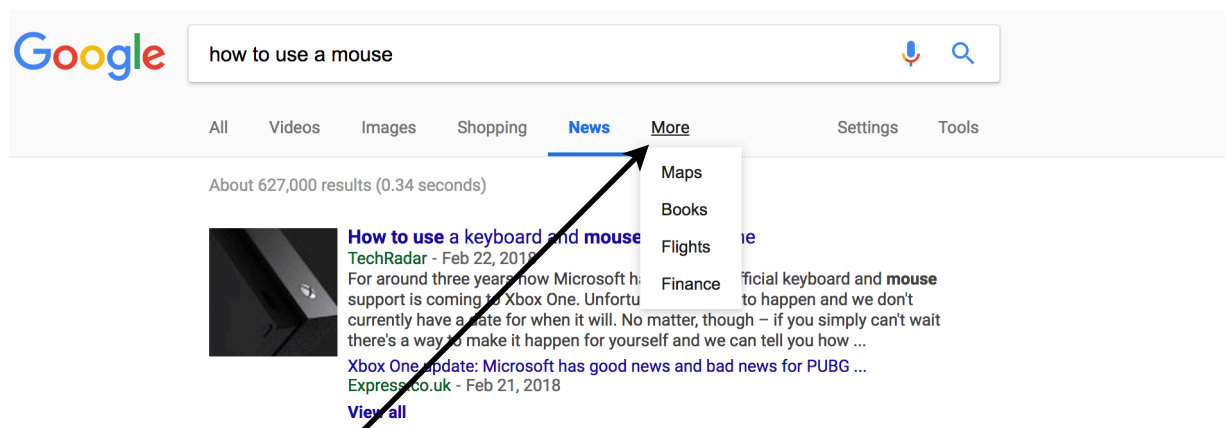 Google
how to use a mouse
All Videos Images Shopping News More Settings Tools
Maps
Books
Flights
Finance
About 627,000 results (0.34 seconds)
How to use a keyboard and mouse ne
TechRadar - Feb 22, 2018
For around three years now Microsoft ha fficial keyboard and mouse
support is coming to Xbox One. Unfortu to happen and we don't
currently have a date for when it will. No matter, though – if you simply can't wait
there's a way to make it happen for yourself and we can tell you how ...
Xbox One update: Microsoft has good news and bad news for PUBG ...
Express.co.uk - Feb 21, 2018
View all